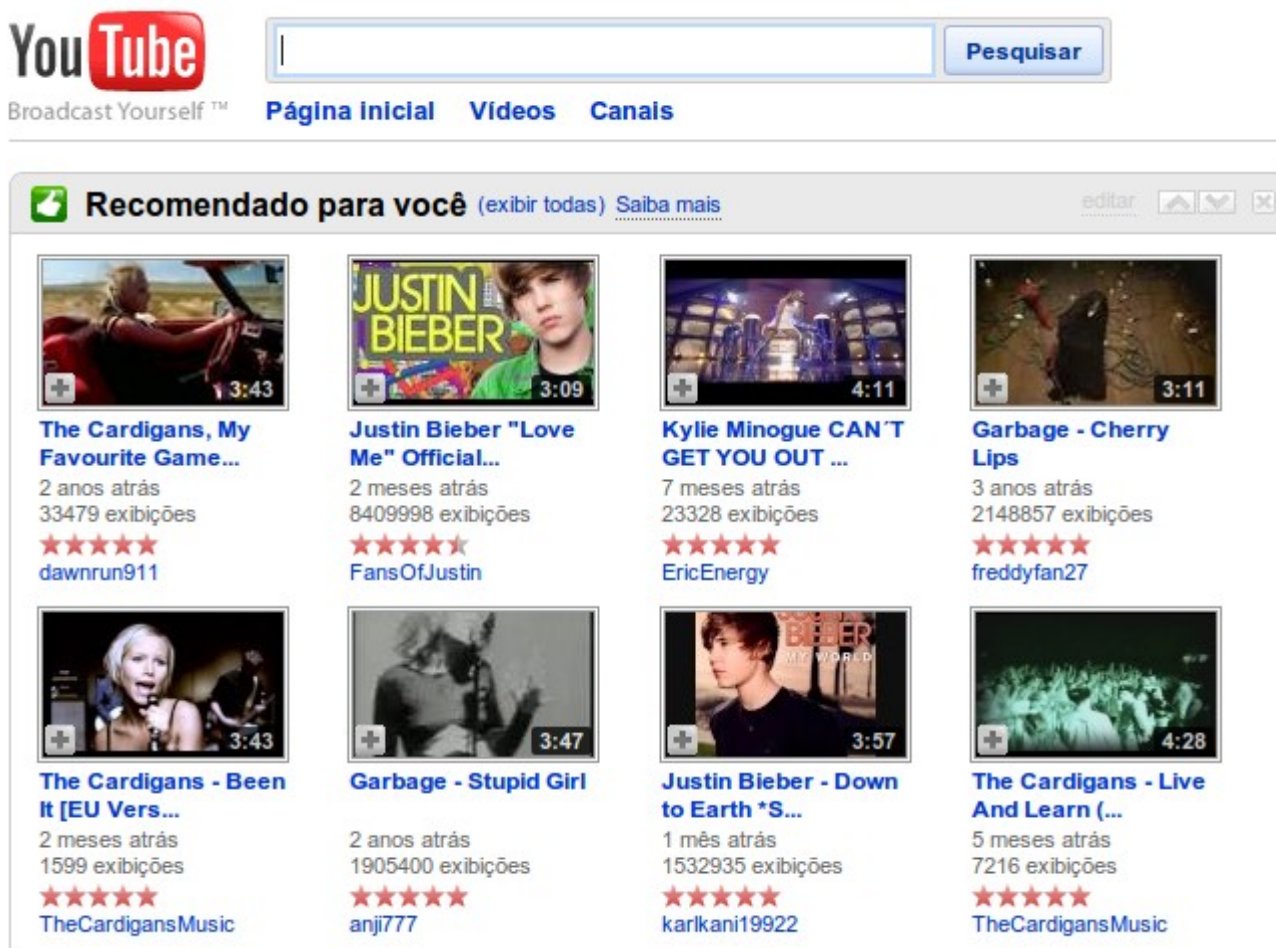 YouTube
Broadcast Yourself ™
Pesquisar
Página inicial Vídeos Canais
Recomendado para você (exibir todas) Saiba mais editar
JUSTIN
BIEBER
3:43 3:09 4:11 3:11
The Cardigans, My
Favourite Game...
2 anos atrás
33479 exibições
dawnrun911
Justin Bieber "Love
Me" Official...
2 meses atrás
8409998 exibições
FansOfJustin
Kylie Minogue CAN´T
GET YOU OUT ...
7 meses atrás
23328 exibições
EricEnergy
Garbage - Cherry
Lips
3 anos atrás
2148857 exibições
freddyfan27
JUSTIN
BIEBER
MY WORLD
3:43 3:47 3:57 4:28
The Cardigans - Been
It [EU Vers...
2 meses atrás
1599 exibições
TheCardigansMusic
Garbage - Stupid Girl
2 anos atrás
1905400 exibições
anji777
Justin Bieber - Down
to Earth *S...
1 mês atrás
1532935 exibições
karlkani19922
The Cardigans - Live
And Learn (...
5 meses atrás
7216 exibições
TheCardigansMusic